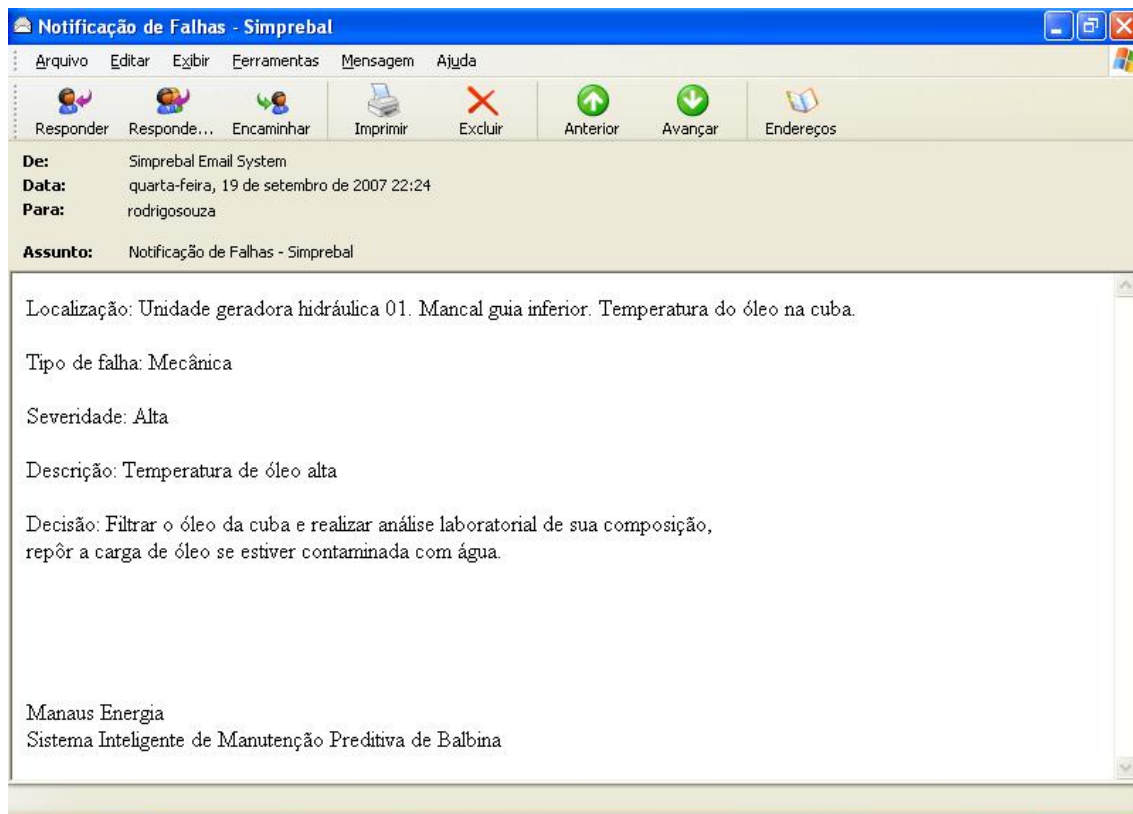 Notificação de Falhas - Simprebal
Arquivo Editar Exibir Ferramentas Mensagem Ajuda
Responder Responde... Encaminhar Imprimir Excluir Anterior Avançar Endereços
De: Simprebal Email System
Data: quarta-feira, 19 de setembro de 2007 22:24
Para: rodrigosouza
Assunto: Notificação de Falhas - Simprebal
Localização: Unidade geradora hidráulica 01. Mancal guia inferior. Temperatura do óleo na cuba.
Tipo de falha: Mecânica
Severidade: Alta
Descrição: Temperatura de óleo alta
Decisão: Filtrar o óleo da cuba e realizar análise laboratorial de sua composição,
repôr a carga de óleo se estiver contaminada com água.
Manaus Energia
Sistema Inteligente de Manutenção Preditiva de Balbina